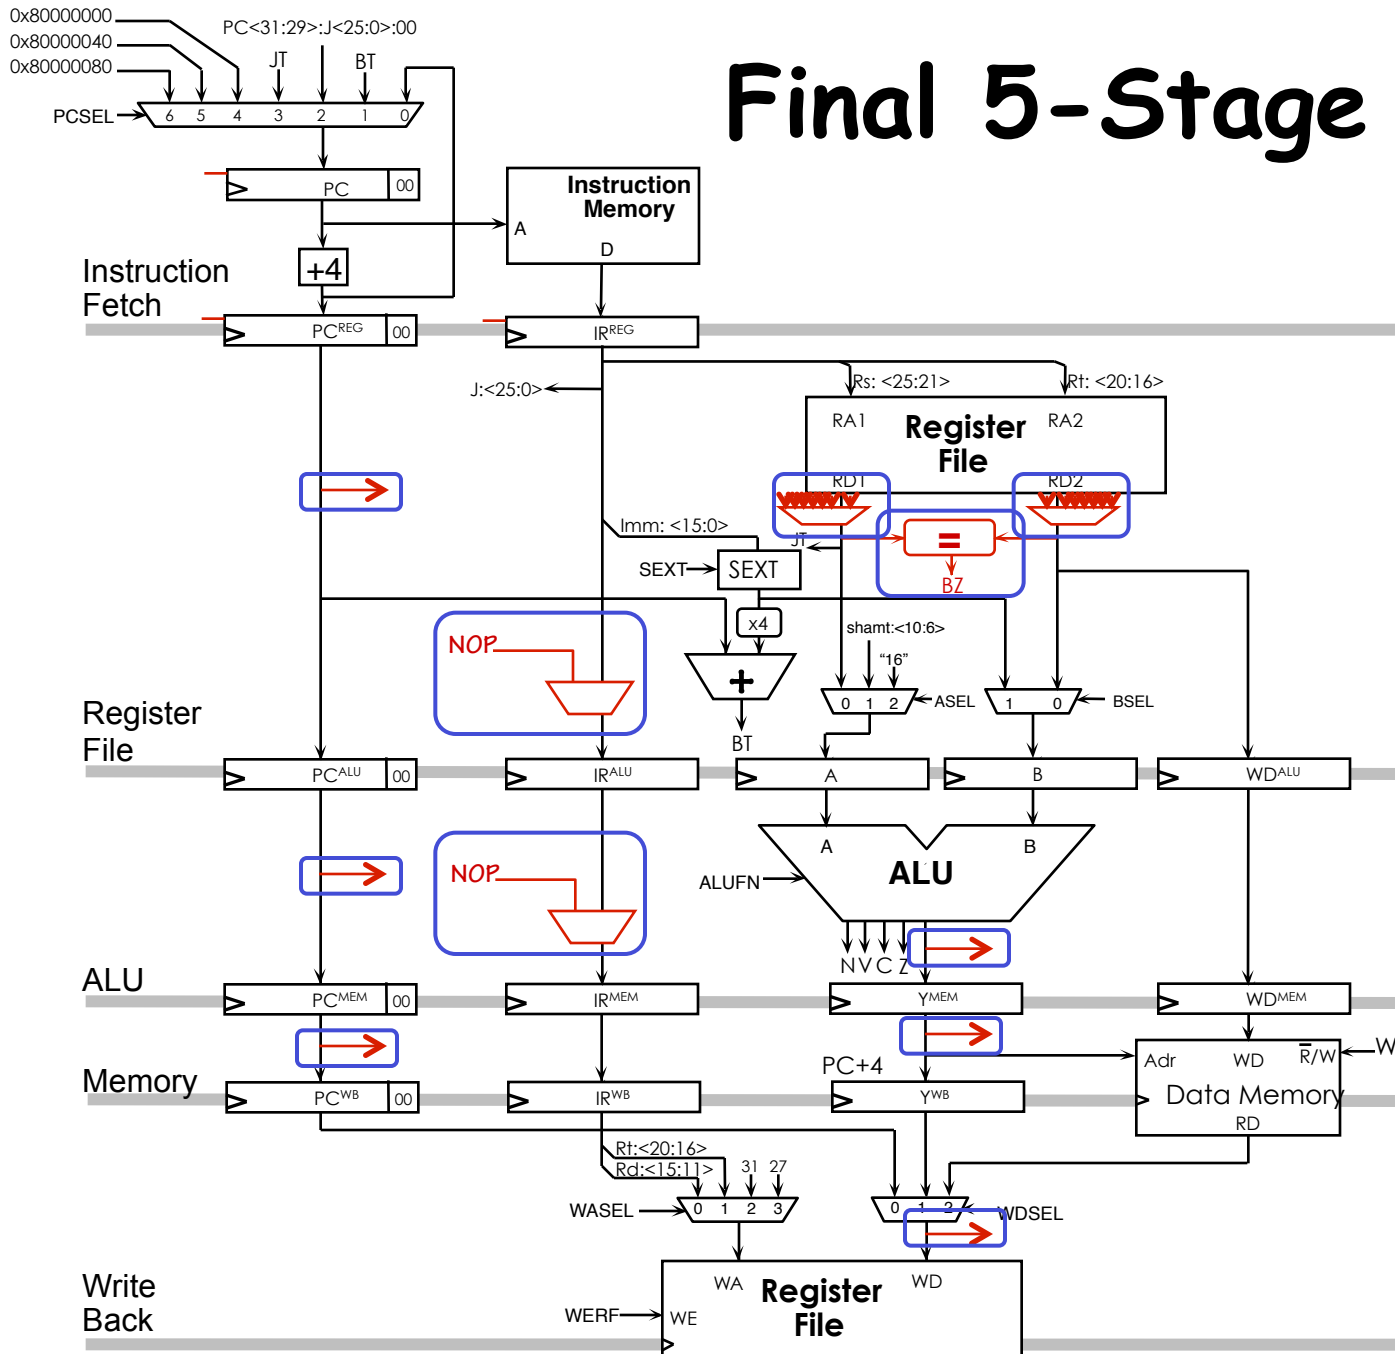 Final 5-Stage
0x80000000
0x80000040
0x80000080
PC<31:29>:J<25:0>:00
JT
BT
PCSEL
6 5 4 3 2 1 0
PC 00
Instruction
Memory
A
D
+4
Instruction
Fetch
PCREG 00
IRREG
J:<25:0>
Rs: <25:21>
Rt: <20:16>
RA1
RA2
Register
File
RD1
RD2
Imm: <15:0>
JT
=
BZ
SEXT
SEXT
x4
shamt:<10:6>
"16"
NOP
+
0 1 2
ASEL
1 0
BSEL
BT
Register
File
PCALU 00
IRALU
A
B
WDALU
A
B
ALU
ALUFN
NOP
N V C Z
ALU
PCMEM 00
IRMEM
YMEM
WDMEM
PC+4
Adr
WD
R/W
W
Data Memory
RD
Memory
PCWB 00
IRWB
YWB
Rt:<20:16>
Rd:<15:11>
31
27
WASEL
0 1 2 3
0 1 2
WDSEL
Write
Back
WA
WD
Register
File
WERF
WE